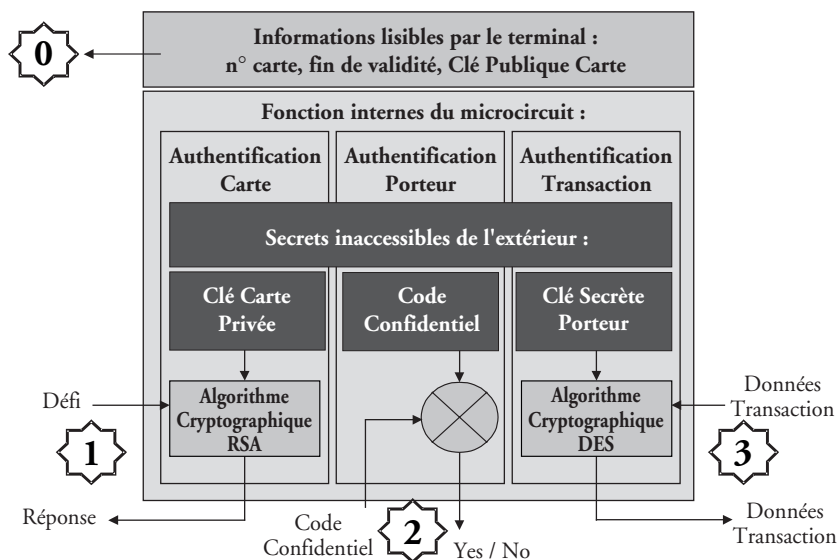 0
Informations lisibles par le terminal :
n° carte, fin de validité, Clé Publique Carte
Fonction internes du microcircuit :
Authentification
Carte
Authentification
Porteur
Authentification
Transaction
Secrets inaccessibles de l'extérieur :
Clé Carte
Privée
Code
Confidentiel
Clé Secrète
Porteur
Défi
Algorithme
Cryptographique
RSA
Algorithme
Cryptographique
DES
Données
Transaction
1
3
Réponse
Code
Confidentiel
2
Yes / No
Données
Transaction